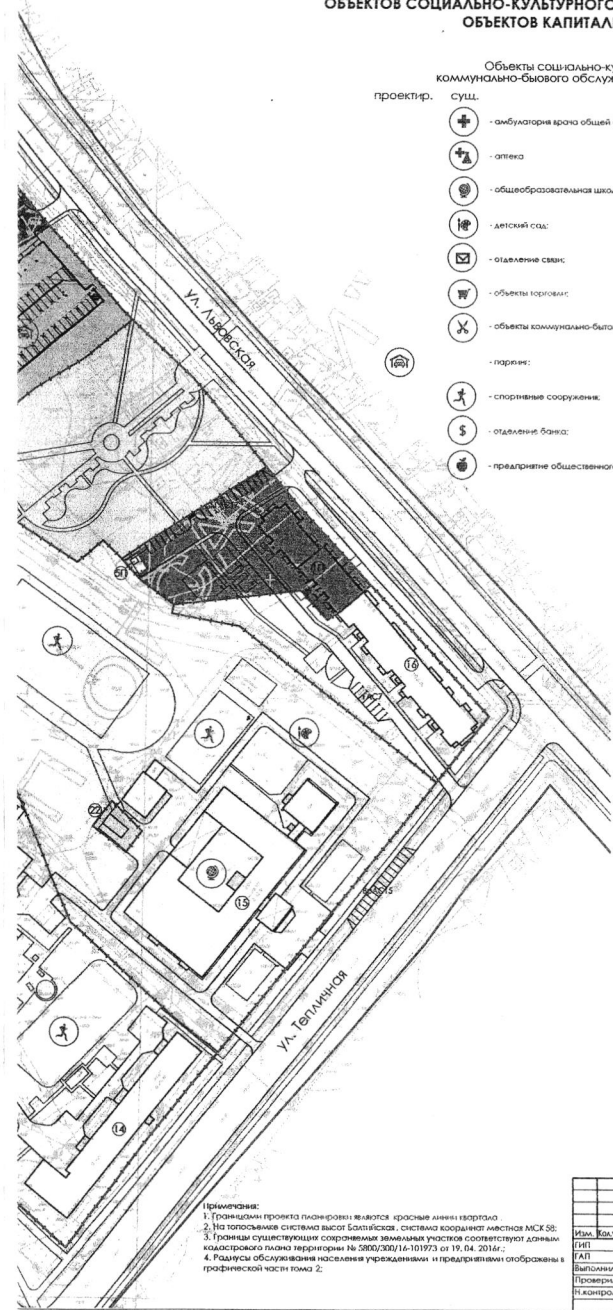 ОБЪЕКТОВ СОЦИАЛЬНО-КУЛЬТУРНОГО
ОБЪЕКТОВ КАПИТАЛ
Объекты социально-ку
коммунально-бытового обслуж
проектир. сущ.
- амбулатория врача общей
- аптека
- общеобразовательная шко
- детский сад;
- отделение связи;
- объекты торговли;
- объекты коммунально-быто
- паркинг;
- спортивные сооружения;
$ - отделение банка;
- предприятие общественного
ул. Львовская
5П
16
22
15
ул. Тепличная
14
Примечания:
1. Границами проекта планировки являются красные линии квартала
2. На топосъемке система высот Балтийская, система координат местная МСК 58;
3. Границы существующих сохраняемых земельных участков соответствуют данным
кадастрового плана территории № 5800/300/16-101973 от 19. 04. 2016г.;
4. Радиусы обслуживания населения учреждениями и предприятиями отображены в
графической части тома 2;
Изм. Кол.
ГИП
ГАП
Выполнил
Проверил
Н.контро